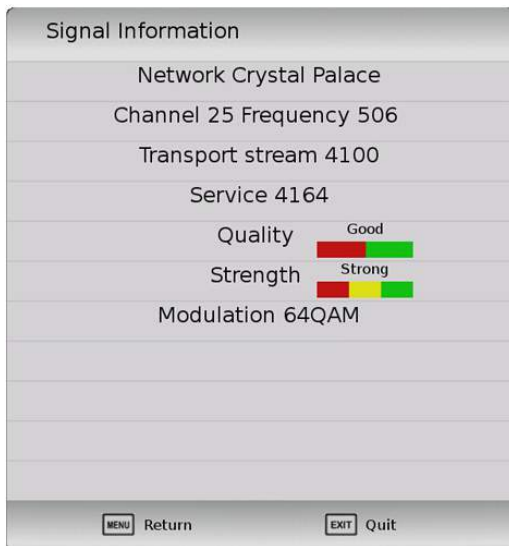 Signal Information
Network Crystal Palace
Channel 25 Frequency 506
Transport stream 4100
Service 4164
Quality Good
Strength Strong
Modulation 64QAM
MENU Return EXIT Quit